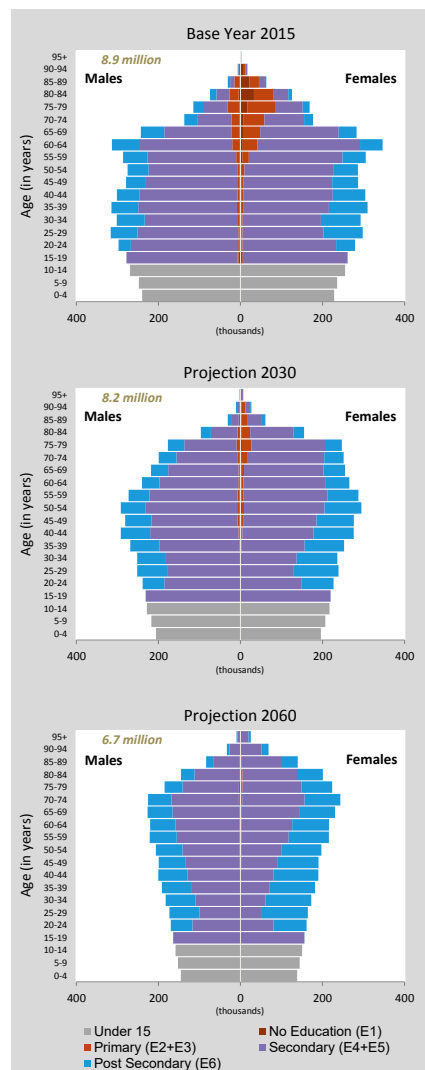 Base Year 2015
8.9 million
Males
Females
Age (in years)
95+
90-94
85-89
80-84
75-79
70-74
65-69
60-64
55-59
50-54
45-49
40-44
35-39
30-34
25-29
20-24
15-19
10-14
5-9
0-4
400 200 0 200 400
(thousands)
Projection 2030
8.2 million
Males
Females
Age (in years)
95+
90-94
85-89
80-84
75-79
70-74
65-69
60-64
55-59
50-54
45-49
40-44
35-39
30-34
25-29
20-24
15-19
10-14
5-9
0-4
400 200 0 200 400
(thousands)
Projection 2060
6.7 million
Males
Females
Age (in years)
95+
90-94
85-89
80-84
75-79
70-74
65-69
60-64
55-59
50-54
45-49
40-44
35-39
30-34
25-29
20-24
15-19
10-14
5-9
0-4
400 200 0 200 400
(thousands)
Under 15 No Education (E1)
Primary (E2+E3) Secondary (E4+E5)
Post Secondary (E6)